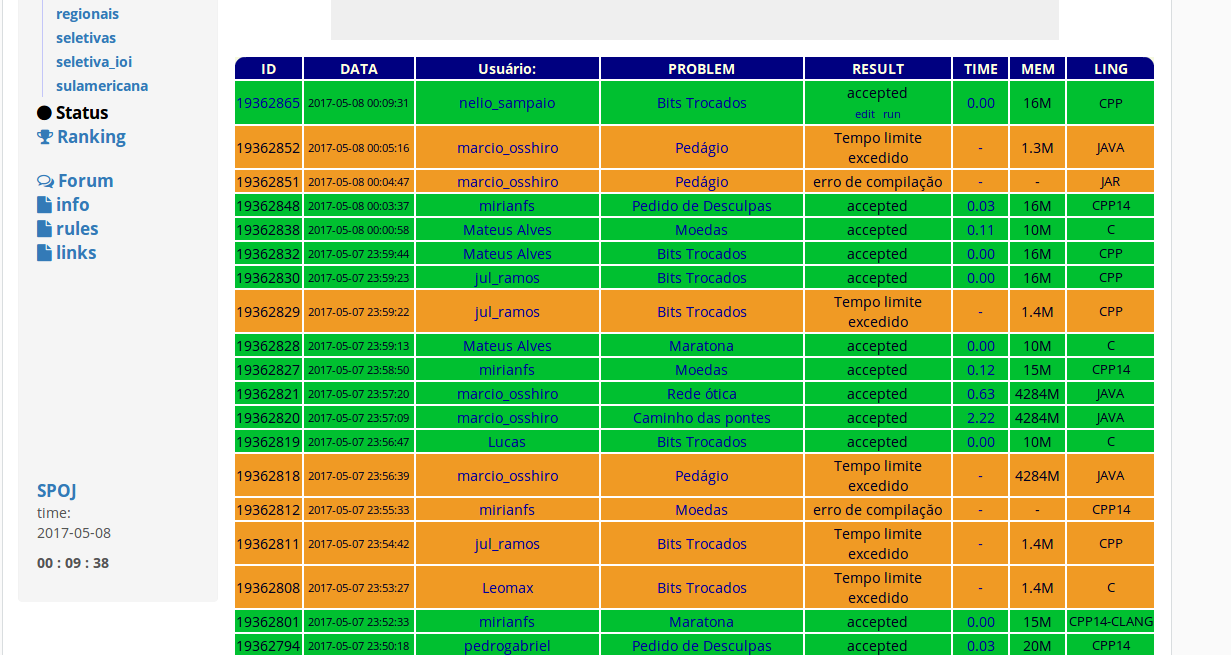 regionais
seletivas
seletiva_ioi
sulamericana
Status
Ranking
Forum
info
rules
links
SPOJ
time:
2017-05-08
00 : 09 : 38
ID DATA Usuário: PROBLEM RESULT TIME MEM LING
19362865 2017-05-08 00:09:31 nelio_sampaio Bits Trocados accepted 0.00 16M CPP
edit run
19362852 2017-05-08 00:05:16 marcio_osshiro Pedágio Tempo limite - 1.3M JAVA
excedido
19362851 2017-05-08 00:04:47 marcio_osshiro Pedágio erro de compilação - - JAR
19362848 2017-05-08 00:03:37 mirianfs Pedido de Desculpas accepted 0.03 16M CPP14
19362838 2017-05-08 00:00:58 Mateus Alves Moedas accepted 0.11 10M C
19362832 2017-05-07 23:59:44 Mateus Alves Bits Trocados accepted 0.00 16M CPP
19362830 2017-05-07 23:59:23 jul_ramos Bits Trocados accepted 0.00 16M CPP
19362829 2017-05-07 23:59:22 jul_ramos Bits Trocados Tempo limite - 1.4M CPP
excedido
19362828 2017-05-07 23:59:13 Mateus Alves Maratona accepted 0.00 10M C
19362827 2017-05-07 23:58:50 mirianfs Moedas accepted 0.12 15M CPP14
19362821 2017-05-07 23:57:20 marcio_osshiro Rede ótica accepted 0.63 4284M JAVA
19362820 2017-05-07 23:57:09 marcio_osshiro Caminho das pontes accepted 2.22 4284M JAVA
19362819 2017-05-07 23:56:47 Lucas Bits Trocados accepted 0.00 10M C
19362818 2017-05-07 23:56:39 marcio_osshiro Pedágio Tempo limite - 4284M JAVA
excedido
19362812 2017-05-07 23:55:33 mirianfs Moedas erro de compilação - - CPP14
19362811 2017-05-07 23:54:42 jul_ramos Bits Trocados Tempo limite - 1.4M CPP
excedido
19362808 2017-05-07 23:53:27 Leomax Bits Trocados Tempo limite - 1.4M C
excedido
19362801 2017-05-07 23:52:33 mirianfs Maratona accepted 0.00 15M CPP14-CLANG
19362794 2017-05-07 23:50:18 pedrogabriel Pedido de Desculpas accepted 0.03 20M CPP14